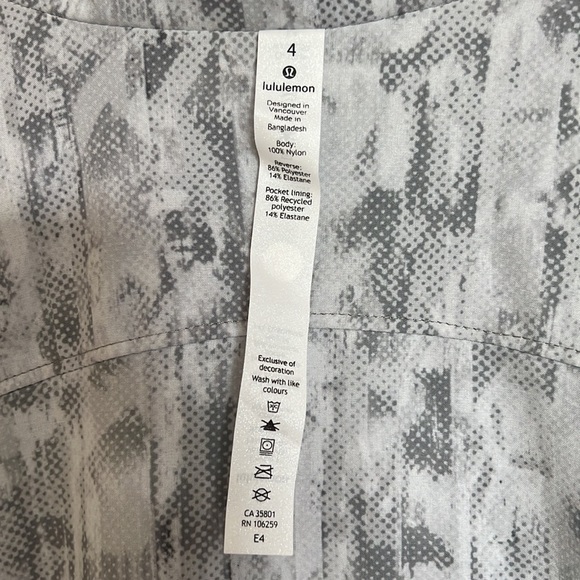 4
lululemon
Designed in
Vancouver
Made in
Bangladesh
Body:
100% Nylon
Reverse:
86% Polyester
14% Elastane
Pocket lining:
86% Recycled
polyester
14% Elastane
Exclusive of
decoration
Wash with like
colours
CA 35801
RN 106259
E4